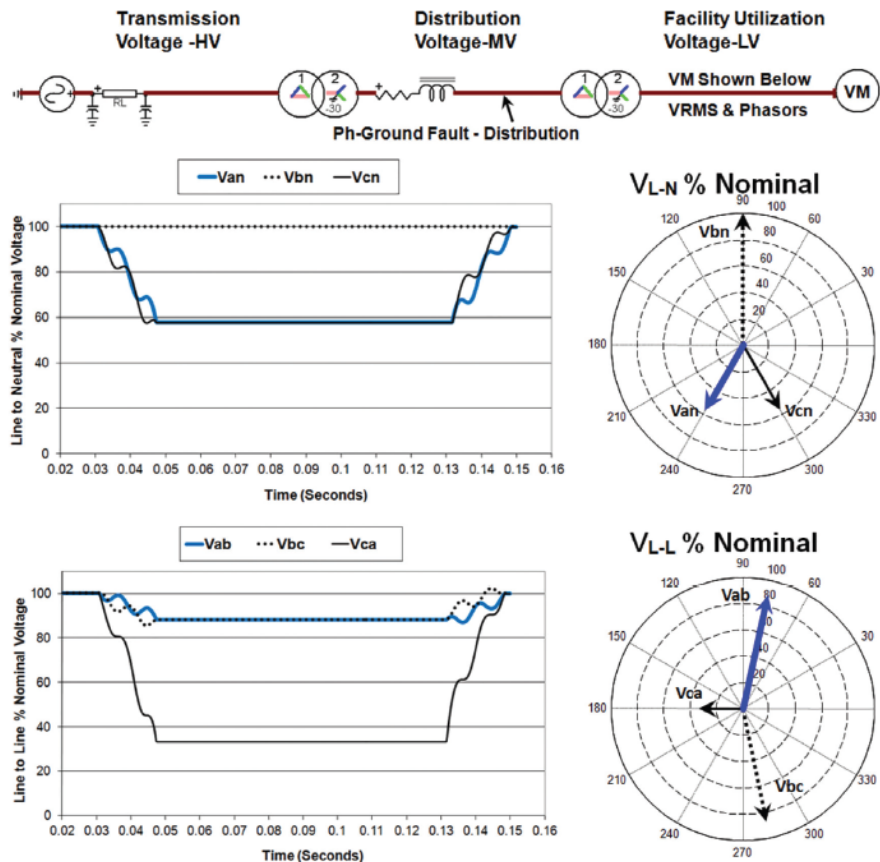 Transmission
Voltage -HV
Distribution
Voltage-MV
Facility Utilization
Voltage-LV
+
RL
+
1
2
-30
+
1
2
-30
VM Shown Below
VRMS & Phasors
VM
Ph-Ground Fault - Distribution
Van Vbn Vcn
Line to Neutral % Nominal Voltage
100
80
60
40
20
0
0.02 0.03 0.04 0.05 0.06 0.07 0.08 0.09 0.1 0.11 0.12 0.13 0.14 0.15 0.16
Time (Seconds)
VL-N % Nominal
90
100
120
60
80
Vbn
60
150
30
40
20
180
Van
Vcn
210
330
240
300
270
Vab Vbc Vca
Line to Line % Nominal Voltage
100
80
60
40
20
0
0.02 0.03 0.04 0.05 0.06 0.07 0.08 0.09 0.1 0.11 0.12 0.13 0.14 0.15 0.16
Time (Seconds)
VL-L % Nominal
90
100
120
60
Vab
80
60
150
30
40
20
Vca
180
Vbc
210
330
240
300
270